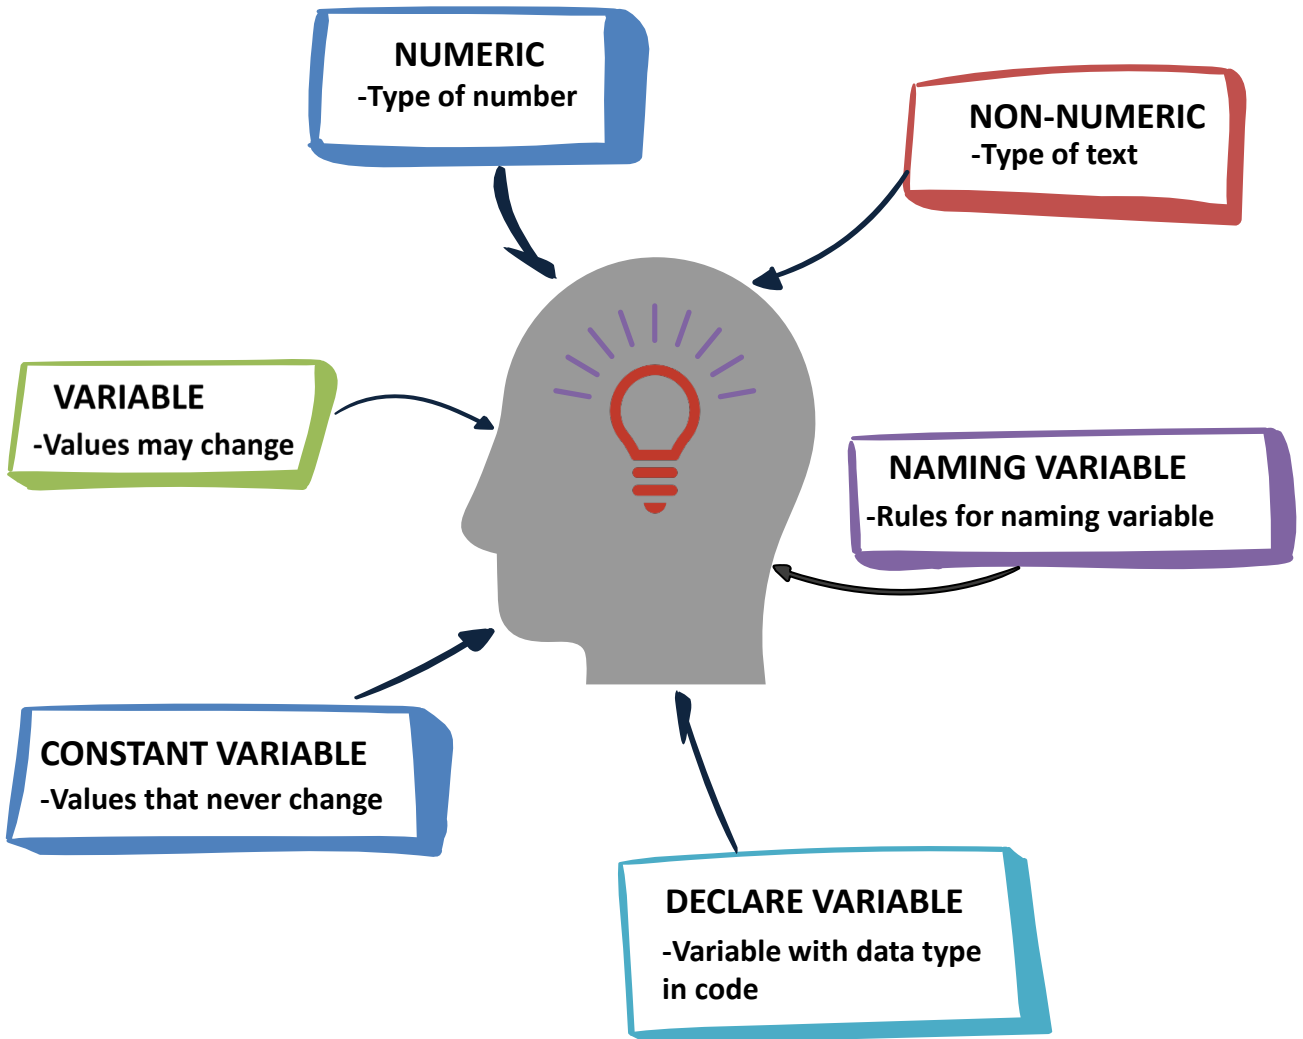 NUMERIC
-Type of number
NON-NUMERIC
-Type of text
VARIABLE
-Values may change
NAMING VARIABLE
-Rules for naming variable
CONSTANT VARIABLE
-Values that never change
DECLARE VARIABLE
-Variable with data type
in code